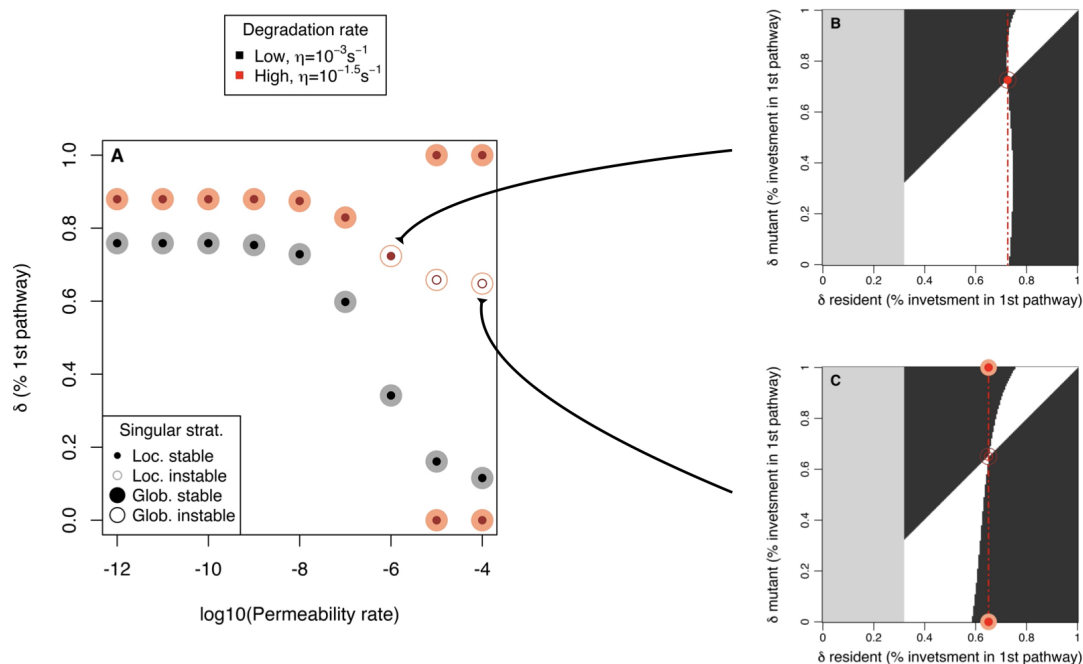 Degradation rate
Low, η=10⁻³s⁻¹
High, η=10⁻¹·⁵s⁻¹
A
1.0
0.8
0.6
0.4
0.2
0.0
δ (% 1st pathway)
Singular strat.
Loc. stable
Loc. instable
Glob. stable
Glob. instable
-12
-10
-8
-6
-4
log10(Permeability rate)
B
1
0.8
0.6
0.4
0.2
0
δ mutant (% invetsment in 1st pathway)
0
0.2
0.4
0.6
0.8
1
δ resident (% invetsment in 1st pathway)
C
1
0.8
0.6
0.4
0.2
0
δ mutant (% invetsment in 1st pathway)
0
0.2
0.4
0.6
0.8
1
δ resident (% invetsment in 1st pathway)